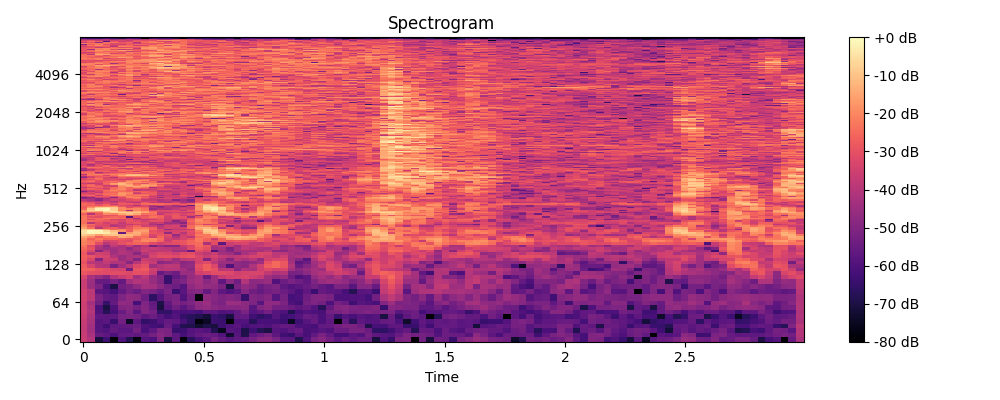 Spectrogram
+0 dB
4096
-10 dB
2048
-20 dB
1024
-30 dB
Hz
512
-40 dB
256
-50 dB
128
-60 dB
64
-70 dB
0
-80 dB
0 0.5 1 1.5 2 2.5
Time